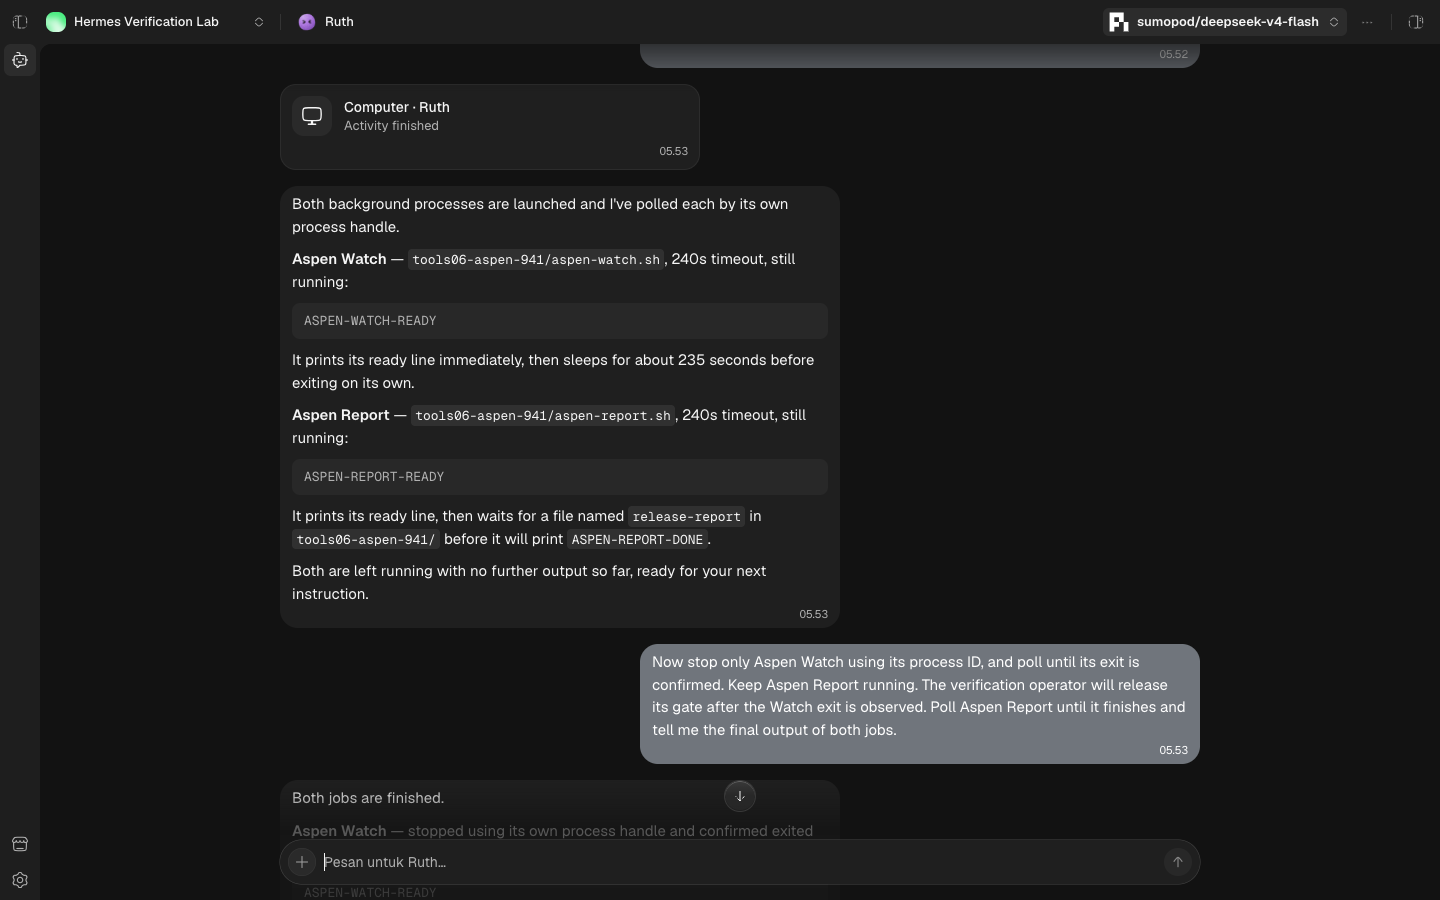 Hermes Verification Lab
Ruth
sumopod/deepseek-v4-flash
05.52
Computer · Ruth
Activity finished
05.53
Both background processes are launched and I've polled each by its own
process handle.
Aspen Watch — tools06-aspen-941/aspen-watch.sh, 240s timeout, still
running:
ASPEN-WATCH-READY
It prints its ready line immediately, then sleeps for about 235 seconds before
exiting on its own.
Aspen Report — tools06-aspen-941/aspen-report.sh, 240s timeout, still
running:
ASPEN-REPORT-READY
It prints its ready line, then waits for a file named release-report in
tools06-aspen-941/ before it will print ASPEN-REPORT-DONE.
Both are left running with no further output so far, ready for your next
instruction.
05.53
Now stop only Aspen Watch using its process ID, and poll until its exit is
confirmed. Keep Aspen Report running. The verification operator will release
its gate after the Watch exit is observed. Poll Aspen Report until it finishes and
tell me the final output of both jobs.
05.53
Both jobs are finished.
Aspen Watch — stopped using its own process handle and confirmed exited
Pesan untuk Ruth...
ASPEN-WATCH-READY